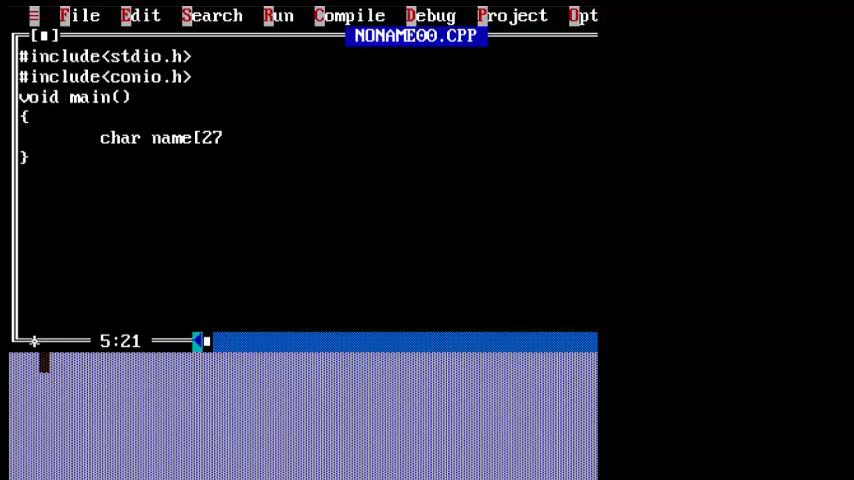 ≡ File Edit Search Run Compile Debug Project Opt
[■] NONAME00.CPP
#include<stdio.h>
#include<conio.h>
void main()
{
char name[27
}
5:21